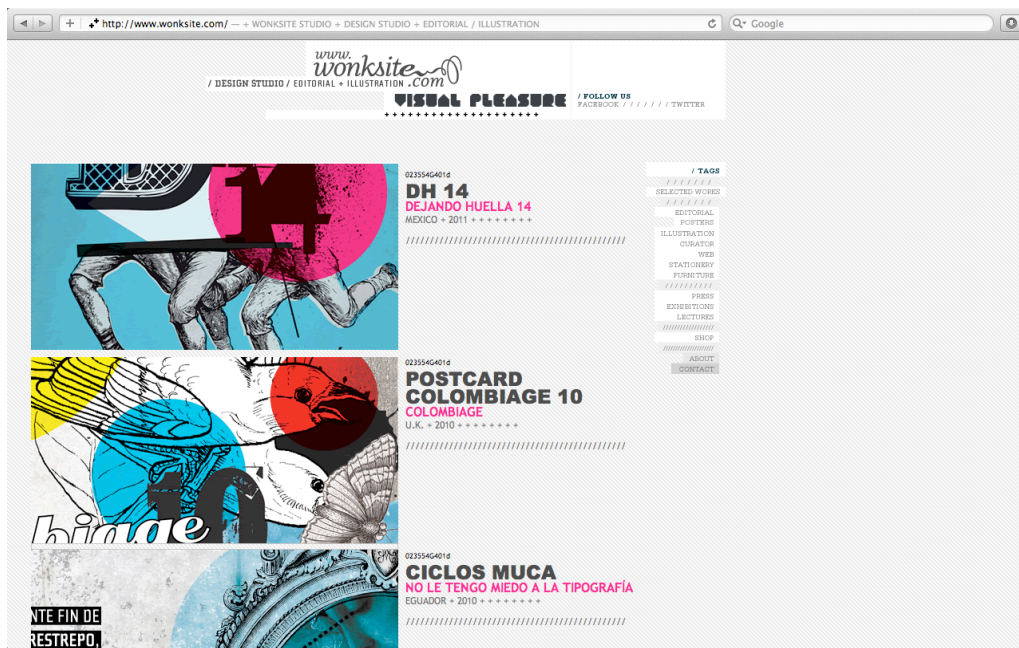 http://www.wonksite.com/ — + WONKSITE STUDIO + DESIGN STUDIO + EDITORIAL / ILLUSTRATION
Google
www.
wonksite
.com
/ DESIGN STUDIO / EDITORIAL + ILLUSTRATION
VISUAL PLEASURE
+ + + + + + + + + + + + + + + + + + + +
/ FOLLOW US
FACEBOOK / / / / / / / TWITTER
D
14
023554G401d
DH 14
DEJANDO HUELLA 14
MEXICO + 2011 + + + + + + + +
////////////////////////////////////////////////
10
biage
023554G401d
POSTCARD
COLOMBIAGE 10
COLOMBIAGE
U.K. + 2010 + + + + + + + +
////////////////////////////////////////////////
NTE FIN DE
RESTREPO,
023554G401d
CICLOS MUCA
NO LE TENGO MIEDO A LA TIPOGRAFÍA
EGUADOR + 2010 + + + + + + + +
////////////////////////////////////////////////
/ TAGS
/ / / / / / /
SELECTED WORKS
/ / / / / / /
EDITORIAL
POSTERS
ILLUSTRATION
CURATOR
WEB
STATIONERY
FURNITURE
/ / / / / / / / / /
PRESS
EXHIBITIONS
LECTURES
///////////////////
SHOP
///////////////////
ABOUT
CONTACT